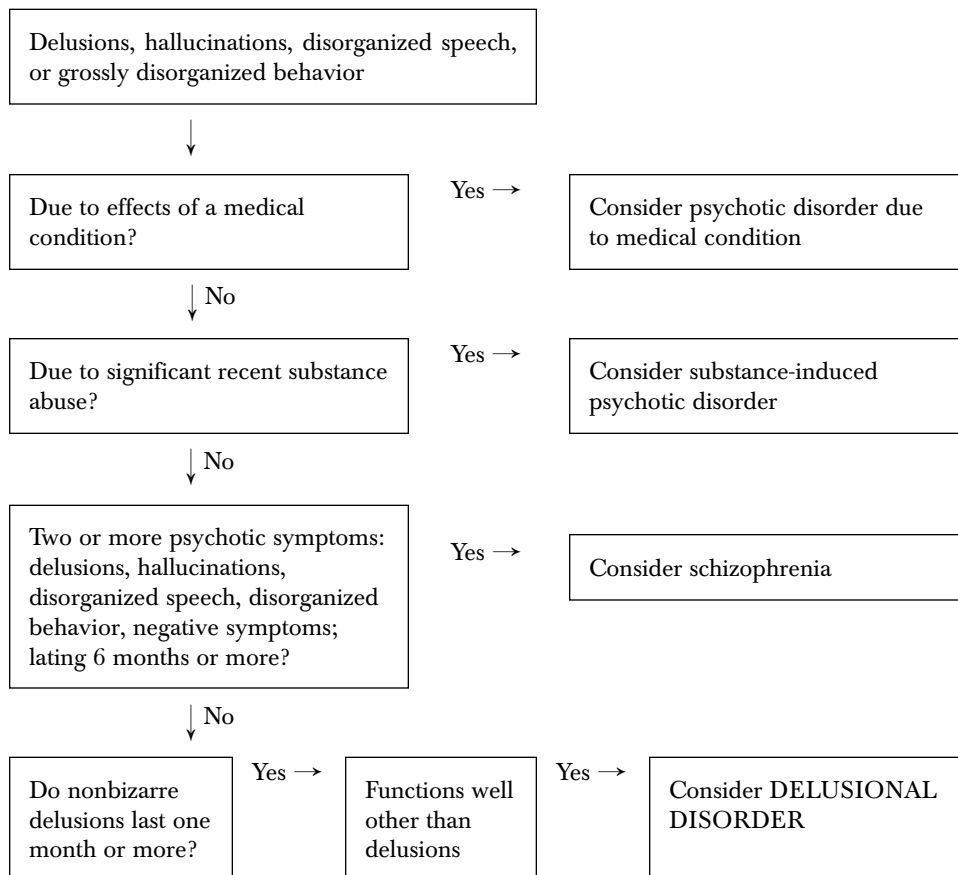 Delusions, hallucinations, disorganized speech,
or grossly disorganized behavior
Due to effects of a medical
condition?
Yes →
Consider psychotic disorder due
to medical condition
No
Due to significant recent substance
abuse?
Yes →
Consider substance-induced
psychotic disorder
No
Two or more psychotic symptoms:
delusions, hallucinations,
disorganized speech, disorganized
behavior, negative symptoms;
lating 6 months or more?
Yes →
Consider schizophrenia
No
Do nonbizarre
delusions last one
month or more?
Yes →
Functions well
other than
delusions
Yes →
Consider DELUSIONAL
DISORDER